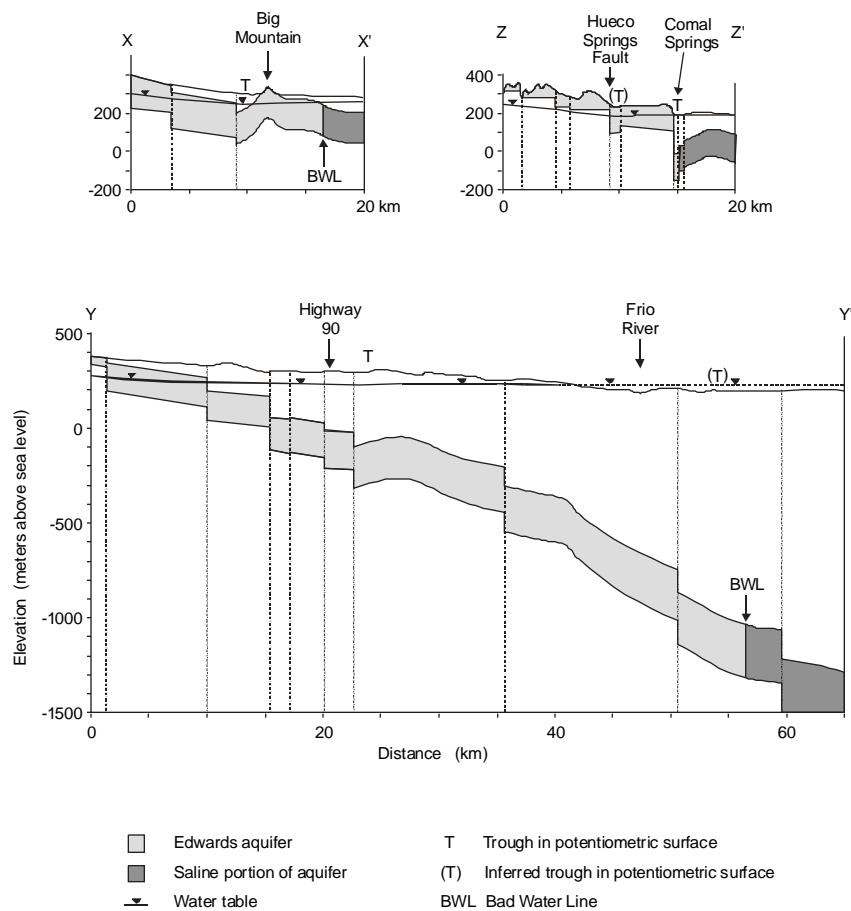 X
Big
Mountain
X'
T
200
0
-200
BWL
0
20 km
Z
Hueco
Springs
Fault
Comal
Springs
Z'
400
(T)
T
200
0
-200
0
20 km
Y
Highway
90
Frio
River
Y'
500
T
(T)
0
-500
BWL
-1000
-1500
Elevation (meters above sea level)
0
20
40
60
Distance (km)
Edwards aquifer
T Trough in potentiometric surface
Saline portion of aquifer
(T) Inferred trough in potentiometric surface
Water table
BWL Bad Water Line